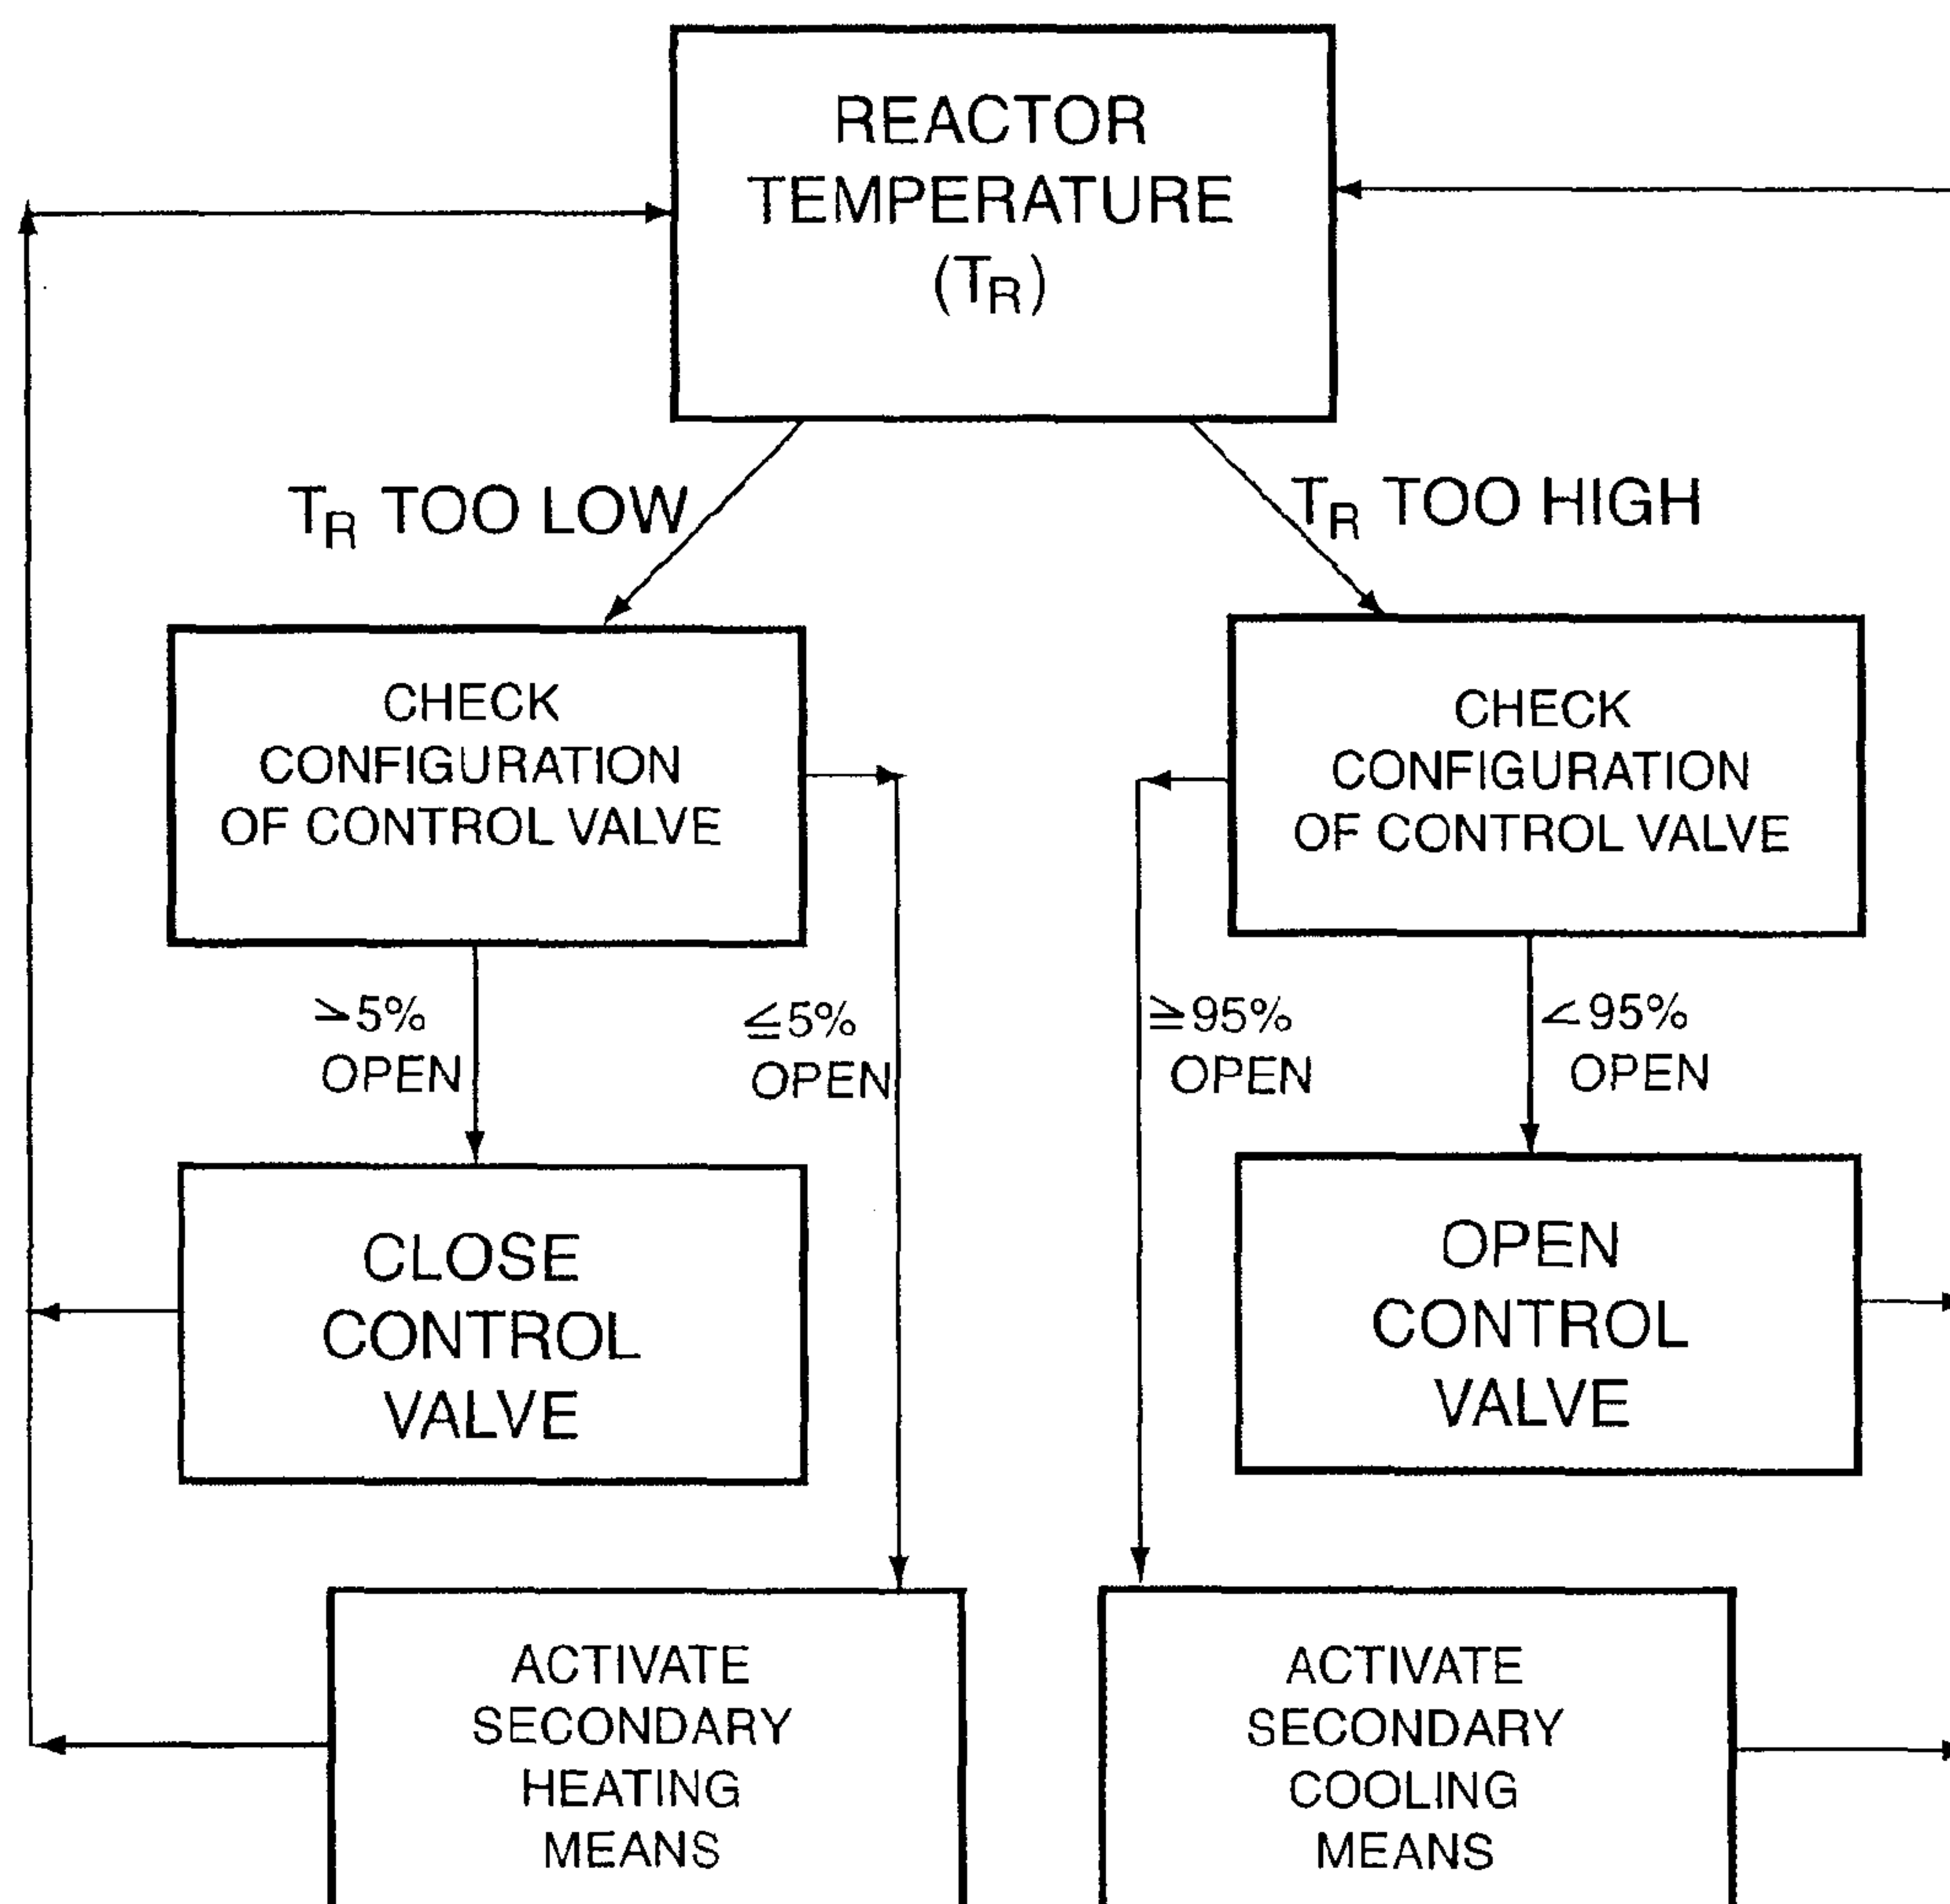 REACTOR
TEMPERATURE
(TR)
TR TOO LOW
TR TOO HIGH
CHECK
CONFIGURATION
OF CONTROL VALVE
CHECK
CONFIGURATION
OF CONTROL VALVE
>5%
OPEN
≦5%
OPEN
≧95%
OPEN
<95%
OPEN
CLOSE
CONTROL
VALVE
OPEN
CONTROL
VALVE
ACTIVATE
SECONDARY
HEATING
MEANS
ACTIVATE
SECONDARY
COOLING
MEANS